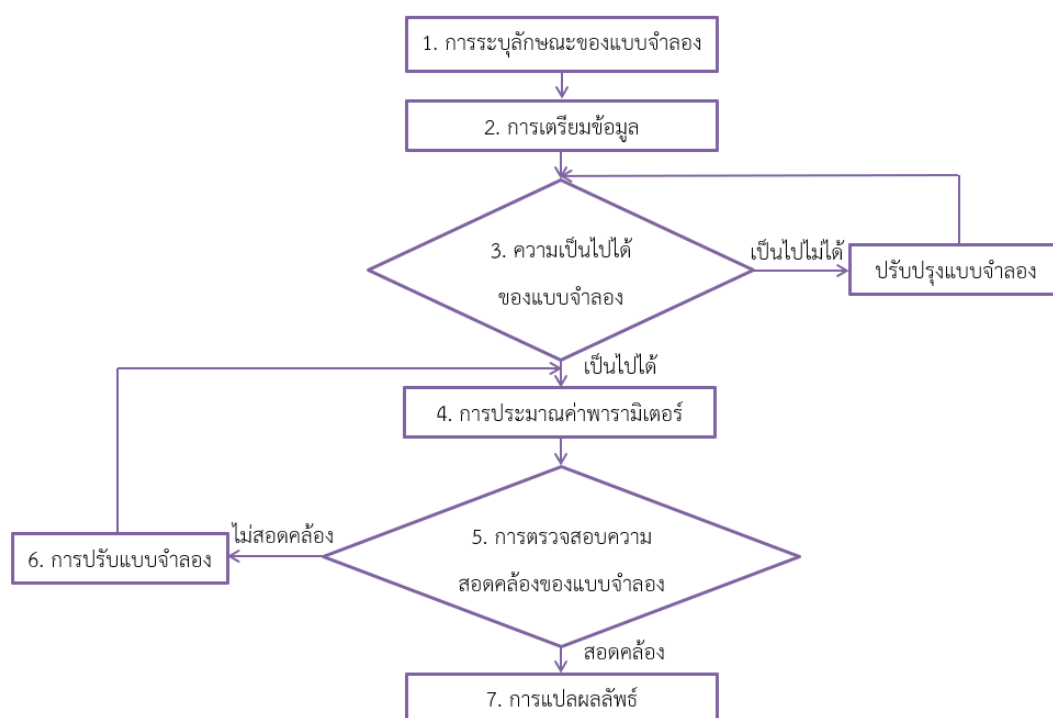 1. การระบุลักษณะของแบบจำลอง
2. การเตรียมข้อมูล
3. ความเป็นไปได้
ของแบบจำลอง
เป็นไปไม่ได้
ปรับปรุงแบบจำลอง
เป็นไปได้
4. การประมาณค่าพารามิเตอร์
5. การตรวจสอบความ
สอดคล้องของแบบจำลอง
ไม่สอดคล้อง
6. การปรับแบบจำลอง
สอดคล้อง
7. การแปลผลลัพธ์